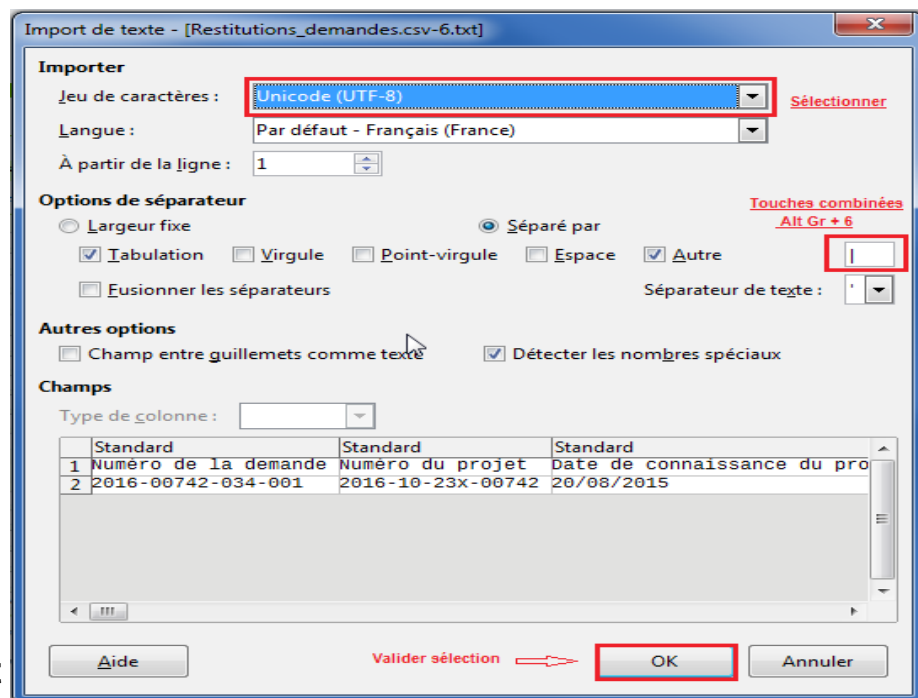 Import de texte - [Restitutions_demandes.csv-6.txt]
Importer
Jeu de caractères : Unicode (UTF-8) Sélectionner
Langue : Par défaut - Français (France)
À partir de la ligne : 1
Options de séparateur Touches combinées
Largeur fixe Séparé par Alt Gr + 6
Tabulation Virgule Point-virgule Espace Autre |
Fusionner les séparateurs Séparateur de texte : '
Autres options
Champ entre guillemets comme texte Détecter les nombres spéciaux
Champs
Type de colonne :
Standard Standard Standard
1 Numéro de la demande Numéro du projet Date de connaissance du pro
2 2016-00742-034-001 2016-10-23X-00742 20/08/2015
Aide Valider sélection OK Annuler